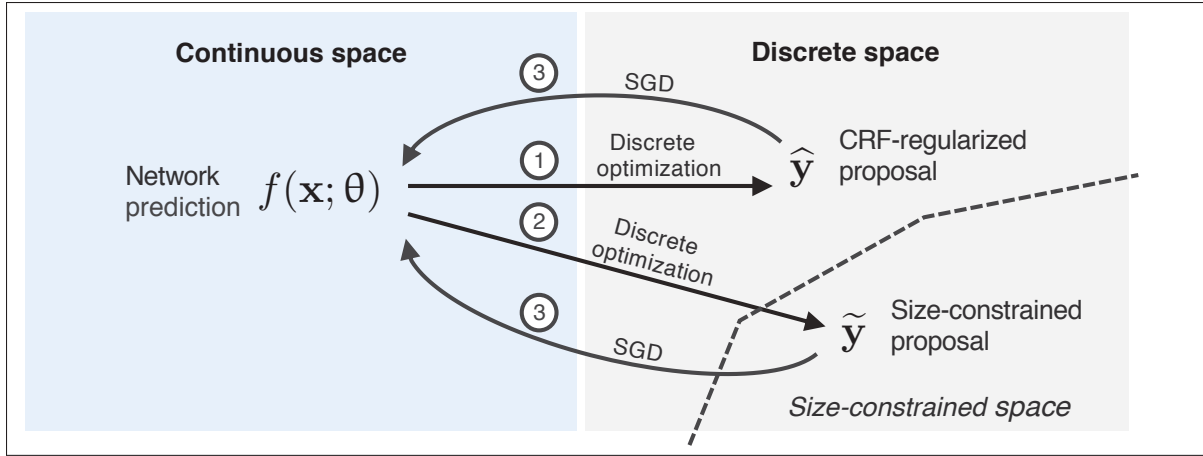 Continuous space
Discrete space
3
SGD
1
Discrete
optimization
ŷ
CRF-regularized
proposal
Network
prediction
f(x; θ)
2
Discrete
optimization
3
SGD
ỹ
Size-constrained
proposal
Size-constrained space